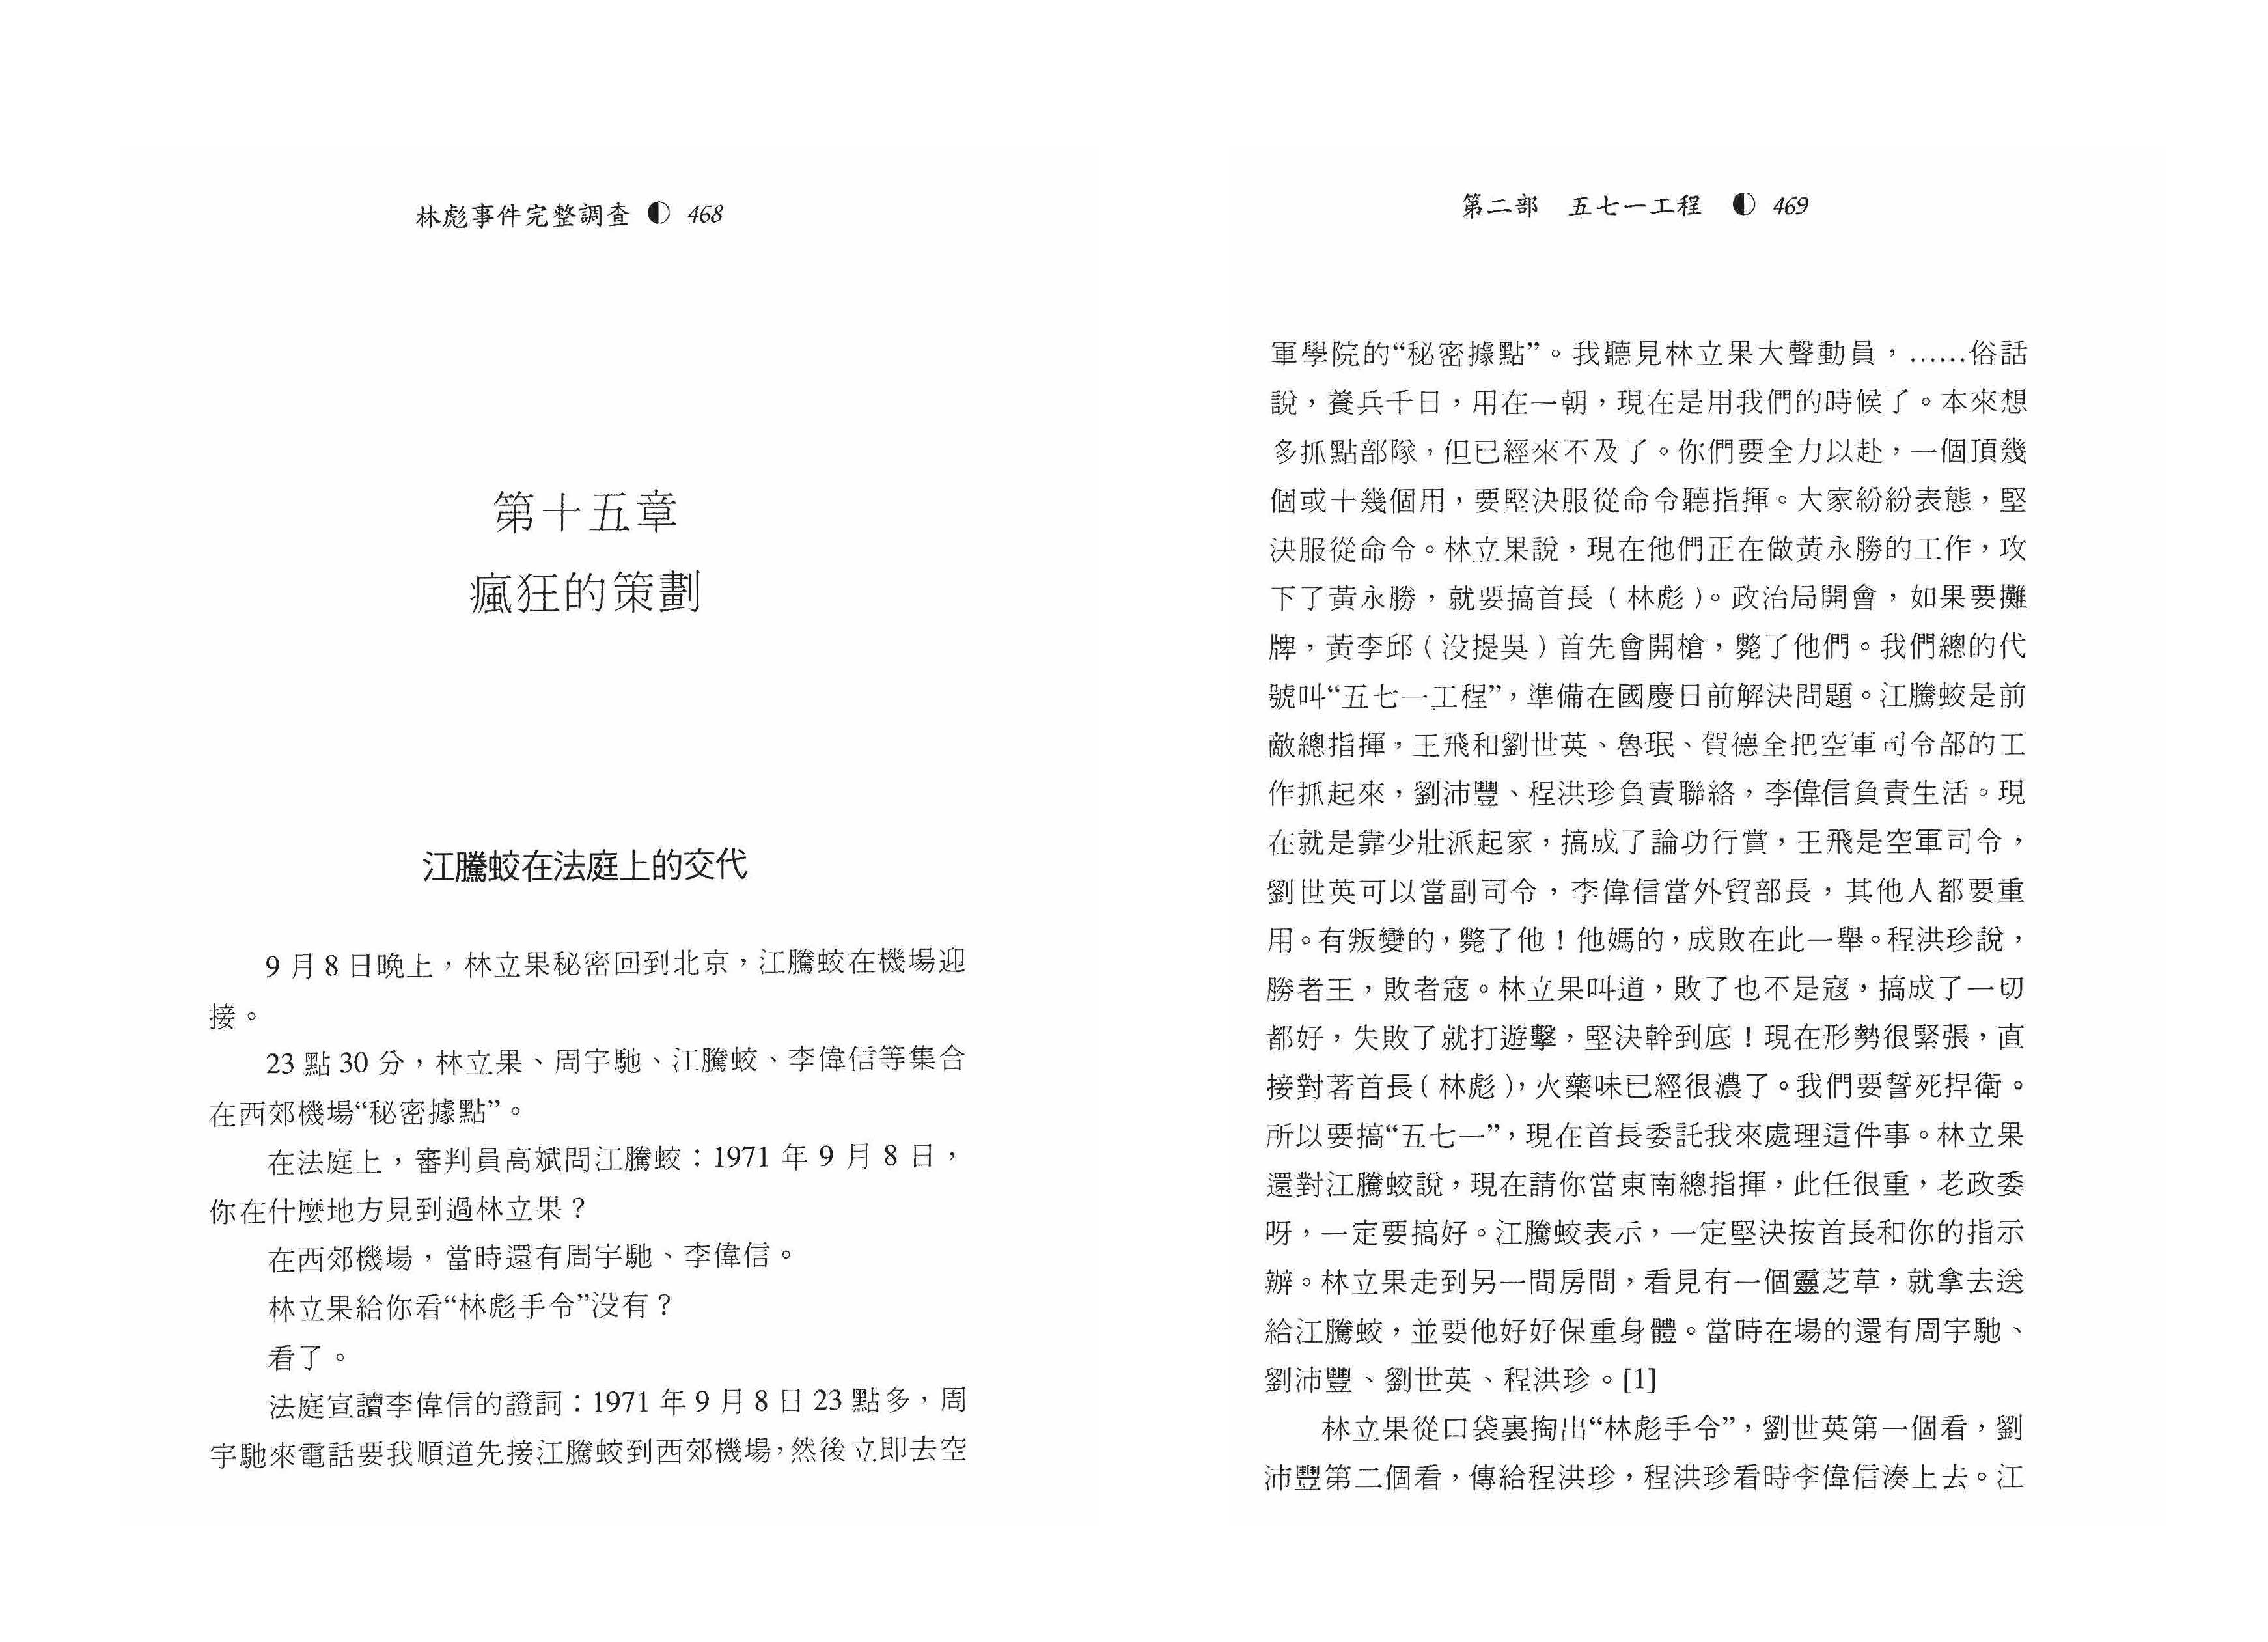 林彪事件完整調查 ◐ 468
第十五章
瘋狂的策劃
江騰蛟在法庭上的交代
9 月 8 日晚上，林立果秘密回到北京，江騰蛟在機場迎
接。
23 點 30 分，林立果、周宇馳、江騰蛟、李偉信等集合
在西郊機場“秘密據點”。
在法庭上，審判員高斌問江騰蛟：1971 年 9 月 8 日，
你在什麼地方見到過林立果？
在西郊機場，當時還有周宇馳、李偉信。
林立果給你看“林彪手令”没有？
看了。
法庭宣讀李偉信的證詞：1971 年 9 月 8 日 23 點多，周
宇馳來電話要我順道先接江騰蛟到西郊機場，然後立即去空
第二部　五七一工程　◐ 469
軍學院的“秘密據點”。我聽見林立果大聲動員，……俗話
說，養兵千日，用在一朝，現在是用我們的時候了。本來想
多抓點部隊，但已經來不及了。你們要全力以赴，一個頂幾
個或十幾個用，要堅決服從命令聽指揮。大家紛紛表態，堅
決服從命令。林立果說，現在他們正在做黃永勝的工作，攻
下了黃永勝，就要搞首長（林彪）。政治局開會，如果要攤
牌，黃李邱（没提吳）首先會開槍，斃了他們。我們總的代
號叫“五七一工程”，準備在國慶日前解決問題。江騰蛟是前
敵總指揮，王飛和劉世英、魯珉、賀德全把空軍司令部的工
作抓起來，劉沛豐、程洪珍負責聯絡，李偉信負責生活。現
在就是靠少壯派起家，搞成了論功行賞，王飛是空軍司令，
劉世英可以當副司令，李偉信當外貿部長，其他人都要重
用。有叛變的，斃了他！他媽的，成敗在此一舉。程洪珍說，
勝者王，敗者寇。林立果叫道，敗了也不是寇，搞成了一切
都好，失敗了就打遊擊，堅決幹到底！現在形勢很緊張，直
接對著首長（林彪），火藥味已經很濃了。我們要誓死捍衛。
所以要搞“五七一”，現在首長委託我來處理這件事。林立果
還對江騰蛟說，現在請你當東南總指揮，此任很重，老政委
呀，一定要搞好。江騰蛟表示，一定堅決按首長和你的指示
辦。林立果走到另一間房間，看見有一個靈芝草，就拿去送
給江騰蛟，並要他好好保重身體。當時在場的還有周宇馳、
劉沛豐、劉世英、程洪珍。[1]
林立果從口袋裏掏出“林彪手令”，劉世英第一個看，劉
沛豐第二個看，傳給程洪珍，程洪珍看時李偉信湊上去。江